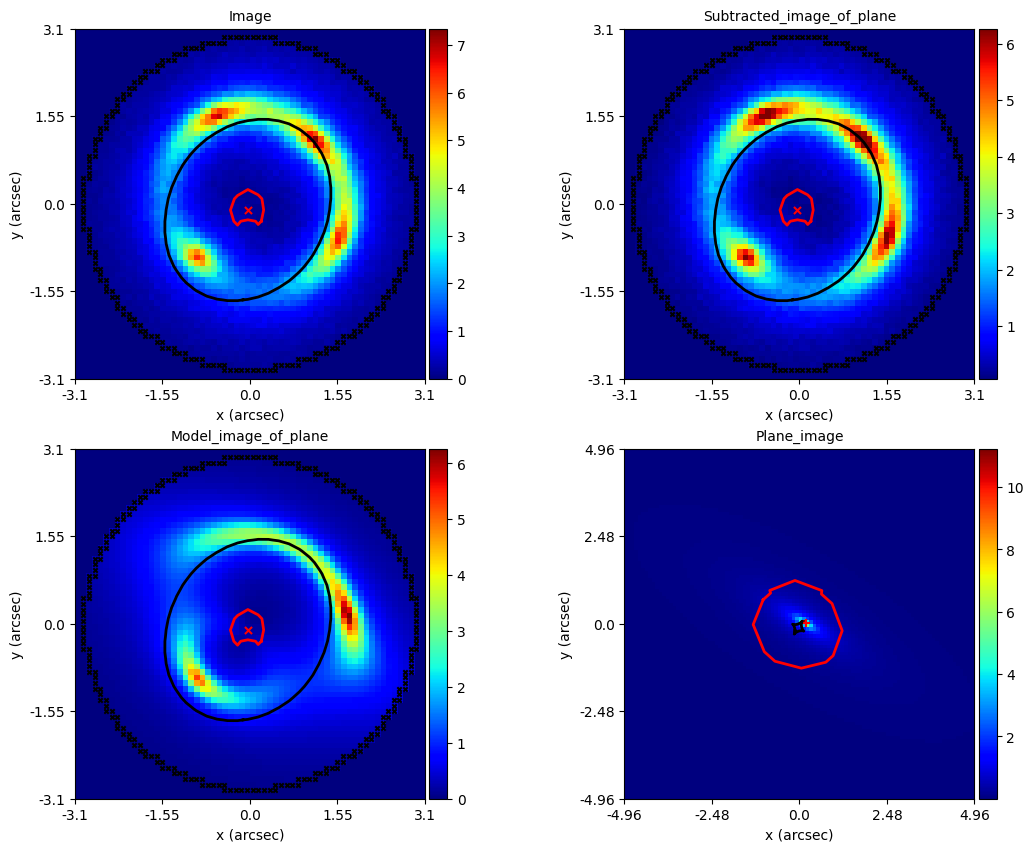 Image
3.1
1.55
0.0
-1.55
-3.1
y (arcsec)
-3.1 -1.55 0.0 1.55 3.1
x (arcsec)
7
6
5
4
3
2
1
0
Subtracted_image_of_plane
3.1
1.55
0.0
-1.55
-3.1
y (arcsec)
-3.1 -1.55 0.0 1.55 3.1
x (arcsec)
6
5
4
3
2
1
Model_image_of_plane
3.1
1.55
0.0
-1.55
-3.1
y (arcsec)
-3.1 -1.55 0.0 1.55 3.1
x (arcsec)
6
5
4
3
2
1
0
Plane_image
4.96
2.48
0.0
-2.48
-4.96
y (arcsec)
-4.96 -2.48 0.0 2.48 4.96
x (arcsec)
10
8
6
4
2